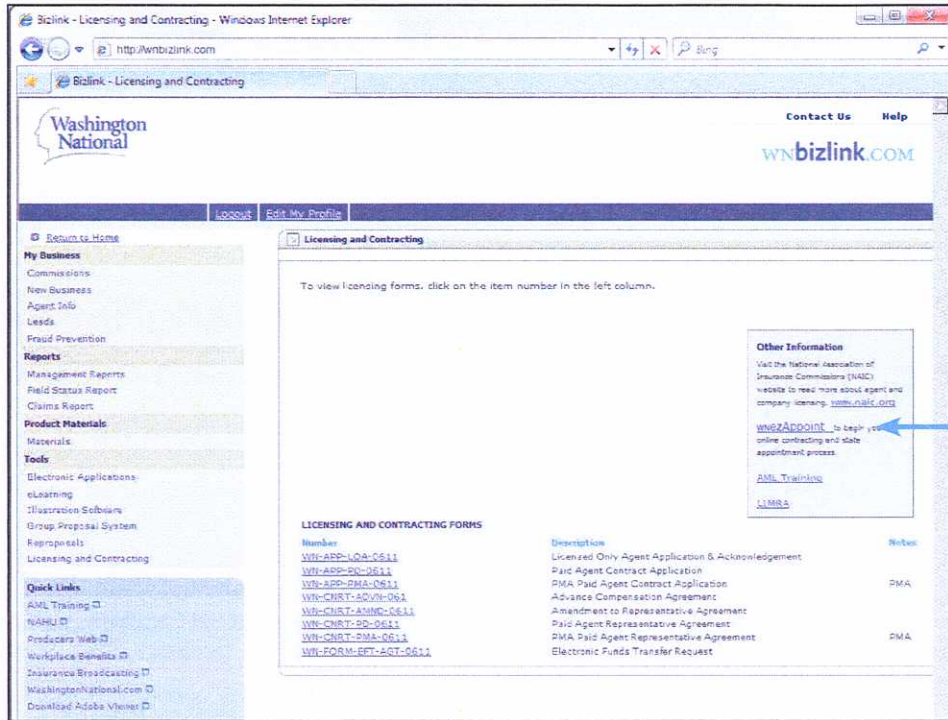 Bizlink - Licensing and Contracting - Windows Internet Explorer
http://wnbizlink.com
Bing
Bizlink - Licensing and Contracting
Washington
National
Contact Us Help
WNbizlink.COM
Logout Edit My Profile
Return to Home
My Business
Commissions
New Business
Agent Info
Leads
Fraud Prevention
Reports
Management Reports
Field Status Report
Claims Report
Product Materials
Materials
Tools
Electronic Applications
eLearning
Illustration Software
Group Proposal System
Reproposals
Licensing and Contracting
Quick Links
AML Training
NAHU
Producers Web
Workplace Benefits
Insurance Broadcasting
WashingtonNational.com
Download Adobe Viewer
Licensing and Contracting
To view licensing forms, click on the item number in the left column.
Other Information
Visit the National Association of
Insurance Commissions (NAIC)
website to read more about agent and
company licensing. www.naic.org
wnezAppoint to begin
online contracting and state
appointment process.
AML Training
LIMRA
LICENSING AND CONTRACTING FORMS
Number Description Notes
WN-APP-LOA-0611 Licensed Only Agent Application & Acknowledgement
WN-APP-PD-0611 Paid Agent Contract Application
WN-APP-PMA-0611 PMA Paid Agent Contract Application PMA
WN-CNRT-ADVN-061 Advance Compensation Agreement
WN-CNRT-AMND-0611 Amendment to Representative Agreement
WN-CNRT-PD-0611 Paid Agent Representative Agreement
WN-CNRT-PMA-0611 PMA Paid Agent Representative Agreement PMA
WN-FORM-EFT-AGT-0611 Electronic Funds Transfer Request